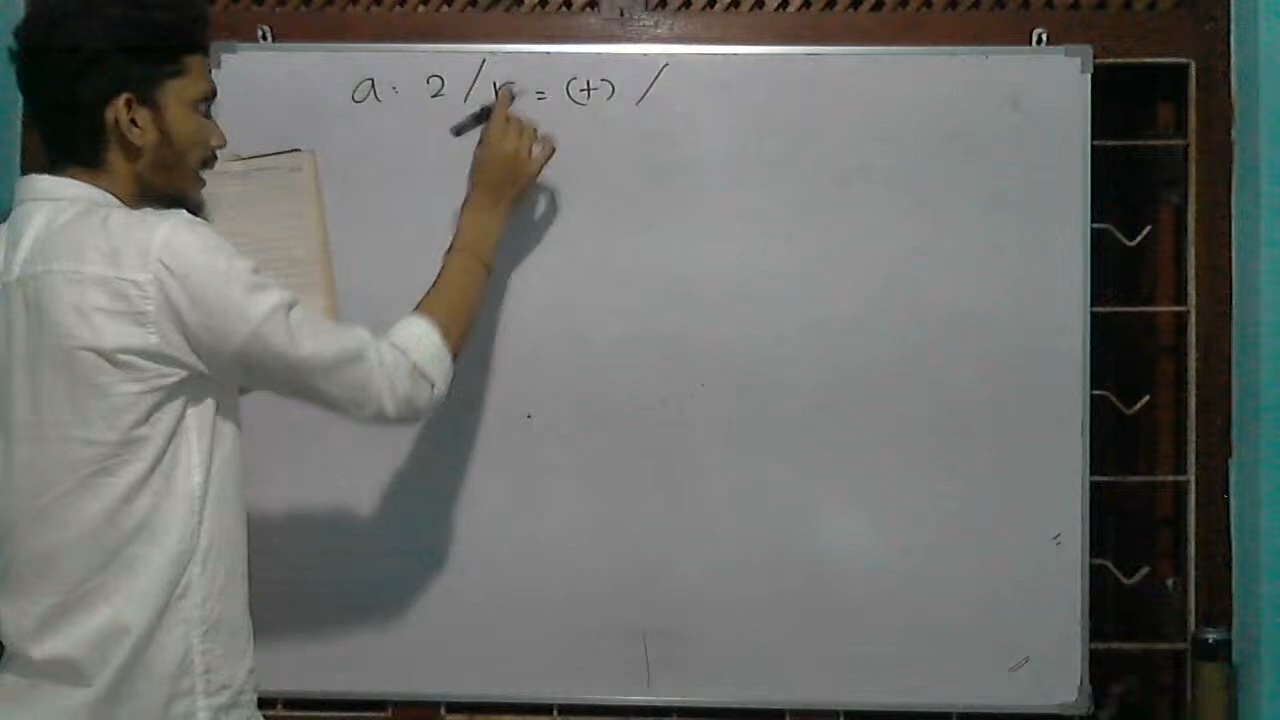 a: 2 / r = (+) /